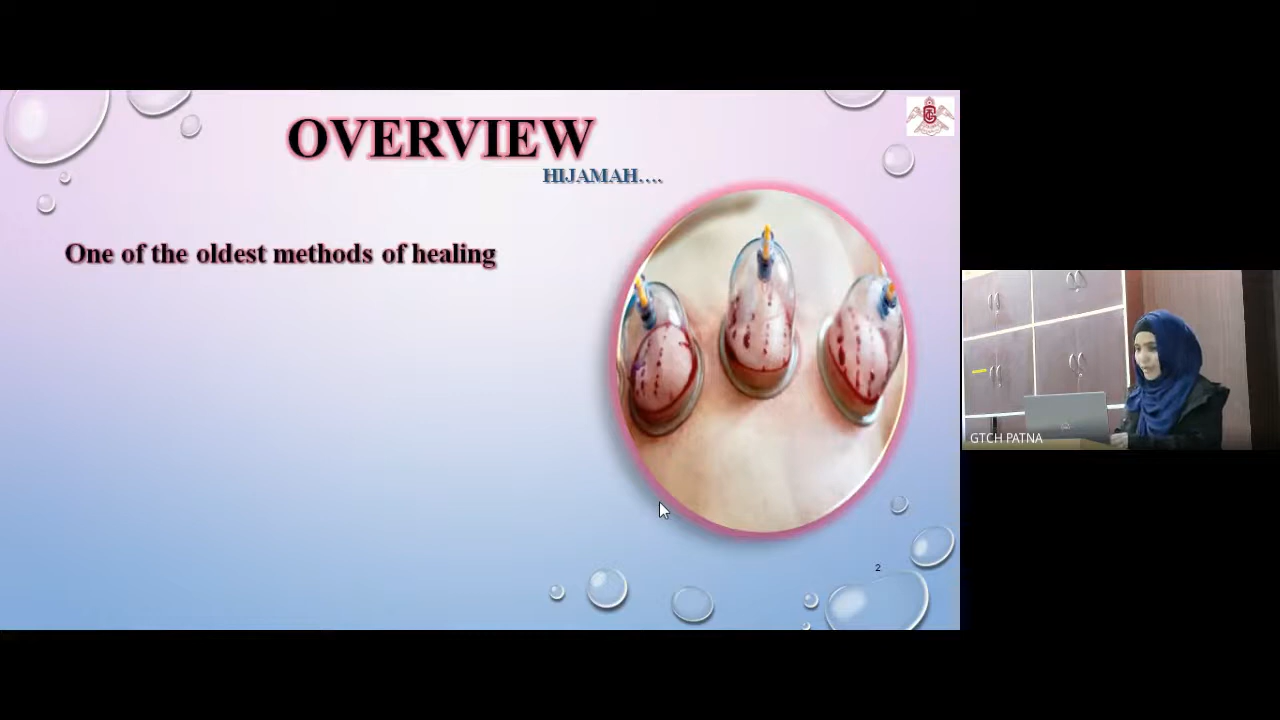 OVERVIEW
HIJAMAH....
One of the oldest methods of healing
2
GTCH PATNA